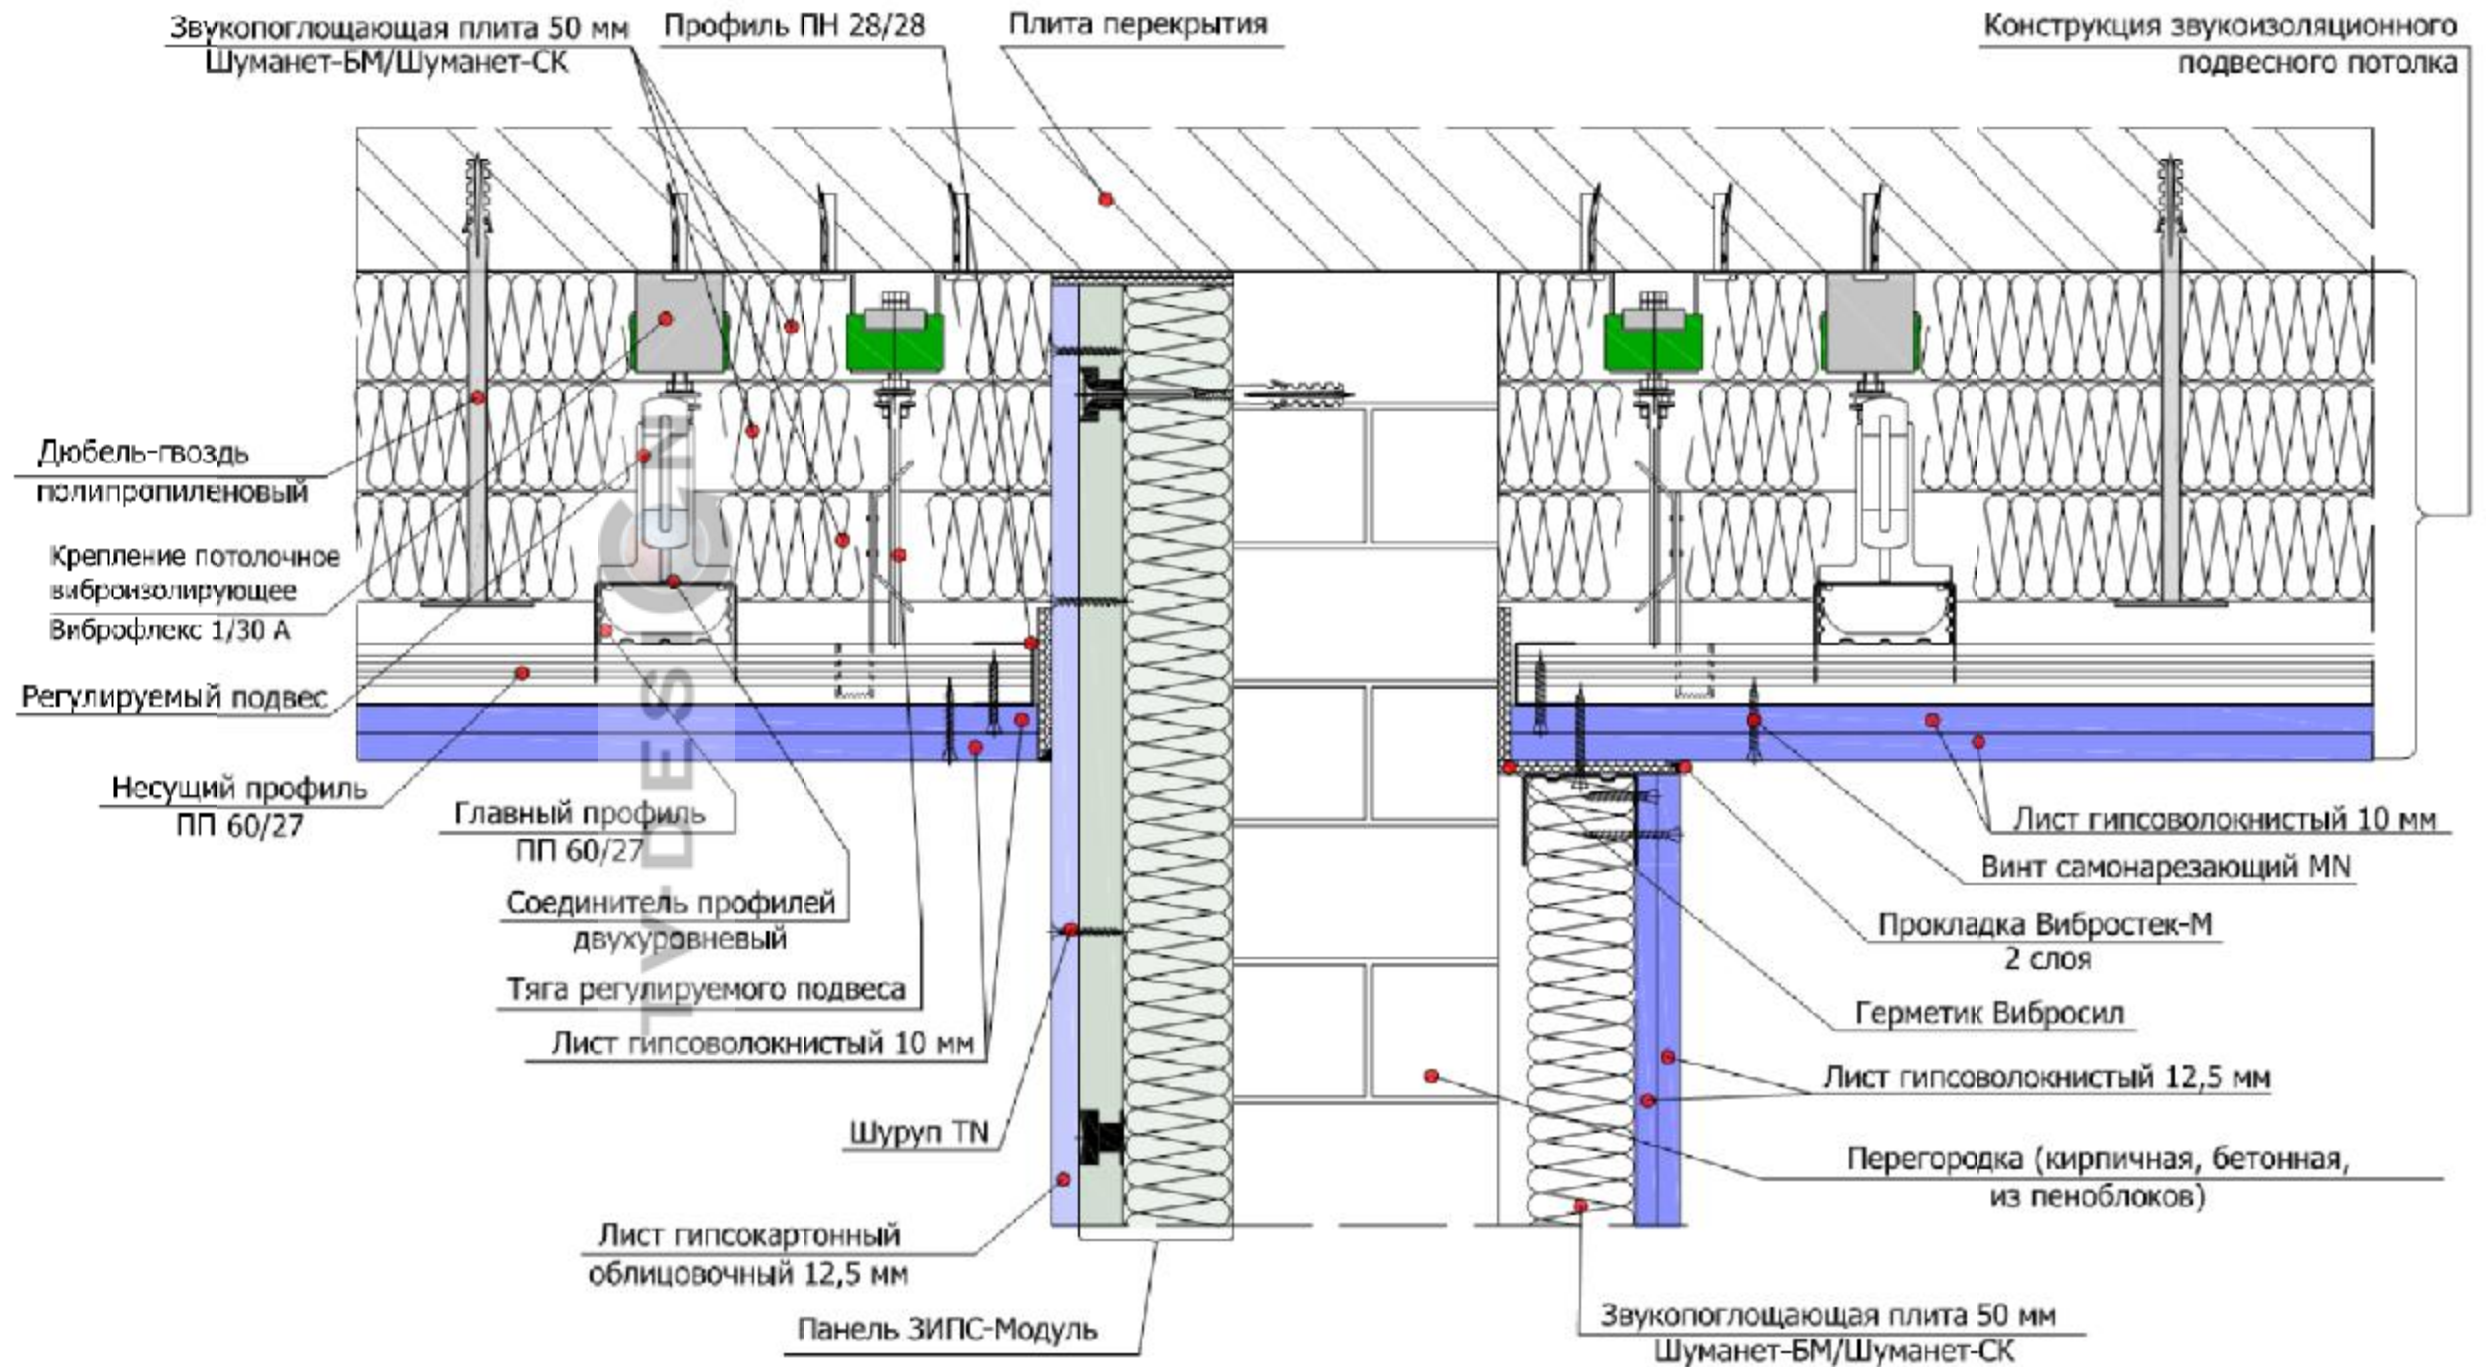 Звукопоглощающая плита 50 мм
Шуманет-БМ/Шуманет-СК
Профиль ПН 28/28
Плита перекрытия
Конструкция звукоизоляционного
подвесного потолка
Дюбель-гвоздь
полипропиленовый
Крепление потолочное
виброизолирующее
Виброфлекс 1/30 А
Регулируемый подвес
Несущий профиль
ПП 60/27
Главный профиль
ПП 60/27
Соединитель профилей
двухуровневый
Тяга регулируемого подвеса
Лист гипсоволокнистый 10 мм
Шуруп TN
Лист гипсокартонный
облицовочный 12,5 мм
Панель ЗИПС-Модуль
Лист гипсоволокнистый 10 мм
Винт самонарезающий MN
Прокладка Вибростек-М
2 слоя
Герметик Вибросил
Лист гипсоволокнистый 12,5 мм
Перегородка (кирпичная, бетонная,
из пеноблоков)
Звукопоглощающая плита 50 мм
Шуманет-БМ/Шуманет-СК